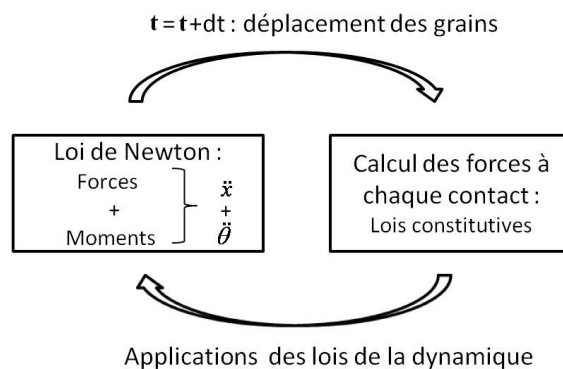 t = t+dt : déplacement des grains
Loi de Newton :
Forces
+
Moments
ẍ
+
θ̈
Calcul des forces à
chaque contact :
Lois constitutives
Applications des lois de la dynamique